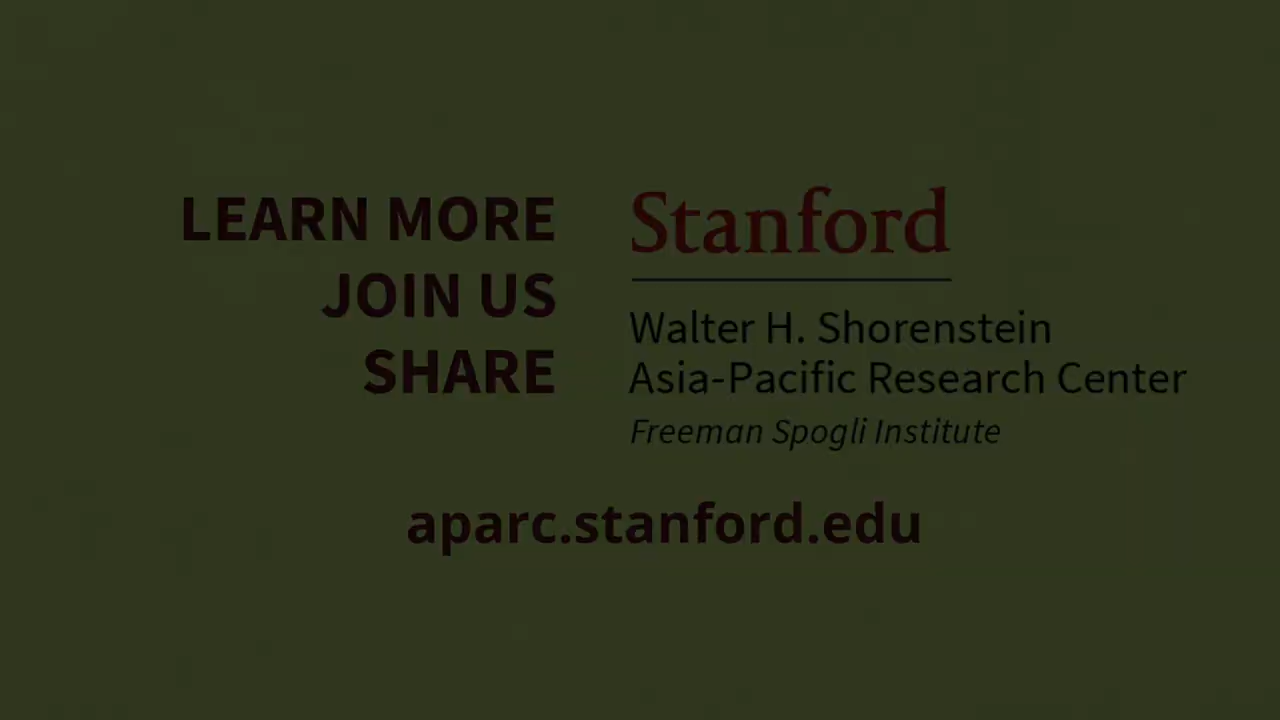 LEARN MORE
JOIN US
SHARE
Stanford
Walter H. Shorenstein
Asia-Pacific Research Center
Freeman Spogli Institute
aparc.stanford.edu